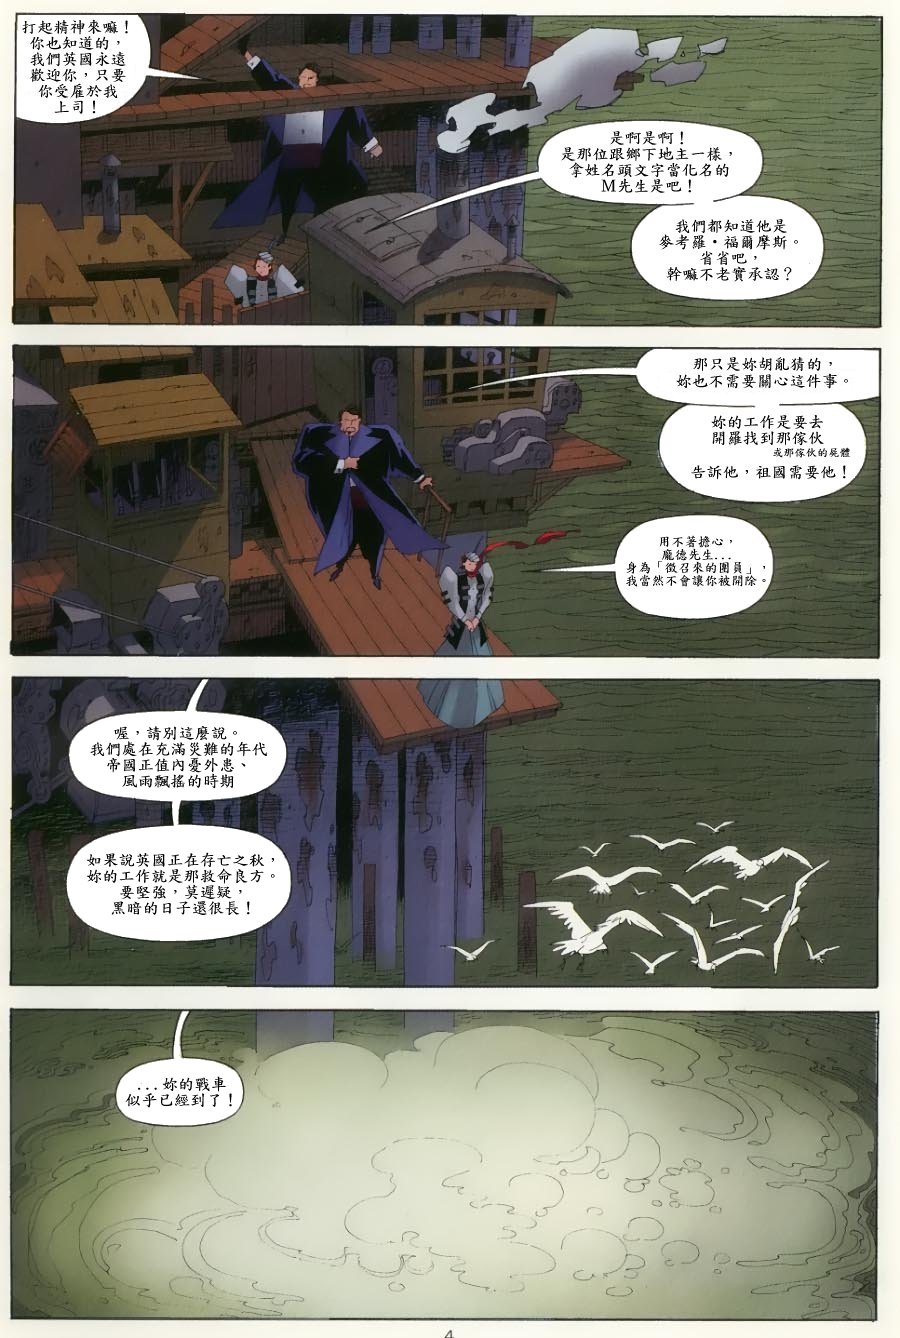 打起精神來嘛！
你也知道的，
我們英國永遠
歡迎你，只要
你受雇於我
上司！
是啊是啊！
是那位跟鄉下地主一樣，
拿姓名頭文字當化名的
M先生是吧！
我們都知道他是
麥考羅·福爾摩斯。
省省吧，
幹嘛不老實承認？
那只是妳胡亂猜的，
妳也不需要關心這件事。
妳的工作是要去
開羅找到那傢伙
或那傢伙的屍體
告訴他，祖國需要他！
用不著擔心，
龐德先生...
身為「徵召來的團員」，
我當然不會讓你被開除。
喔，請別這麼說。
我們處在充滿災難的年代
帝國正值內憂外患、
風雨飄搖的時期
如果說英國正在存亡之秋，
妳的工作就是那救命良方。
要堅強，莫遲疑，
黑暗的日子還很長！
...妳的戰車
似乎已經到了！
4